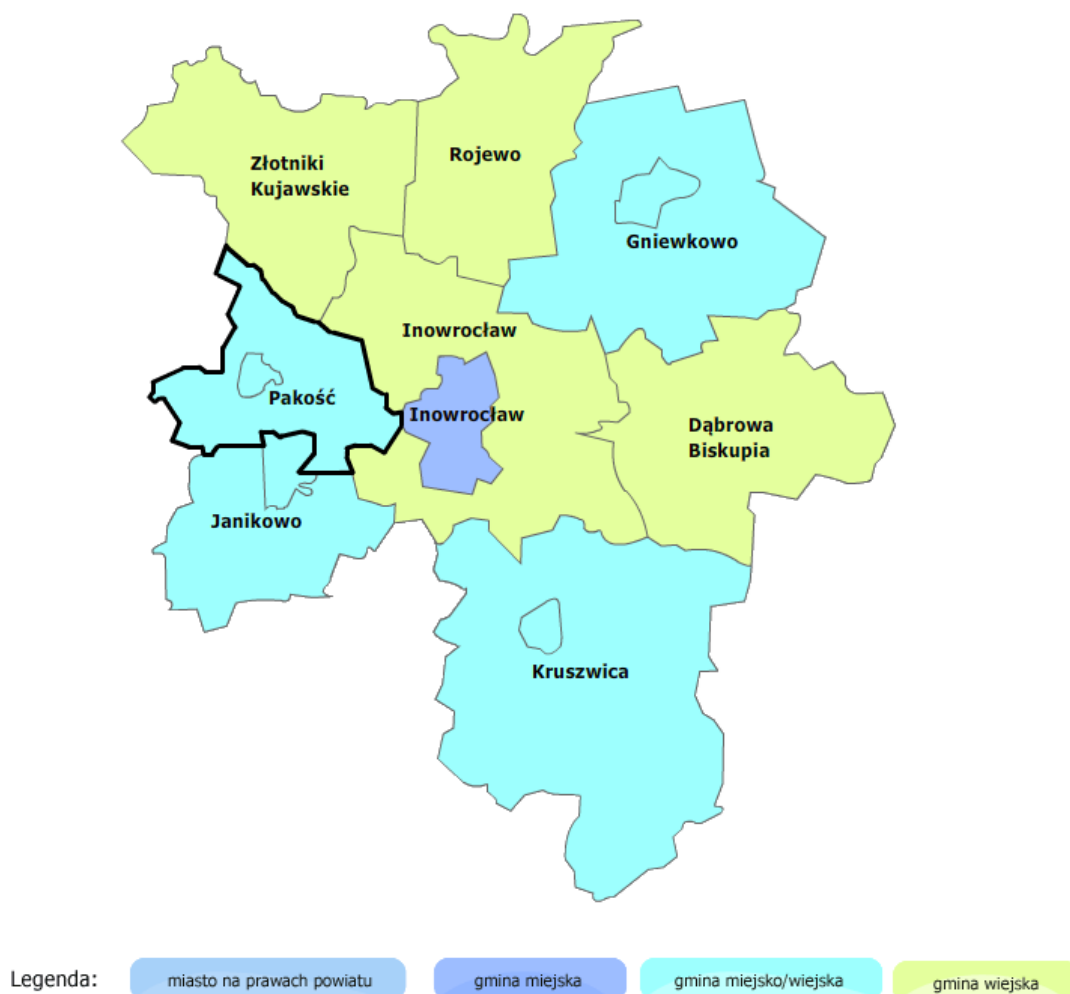 Złotniki
Kujawskie
Rojewo
Gniewkowo
Inowrocław
Pakość
Inowrocław
Dąbrowa
Biskupia
Janikowo
Kruszwica
Legenda:
miasto na prawach powiatu
gmina miejska
gmina miejsko/wiejska
gmina wiejska